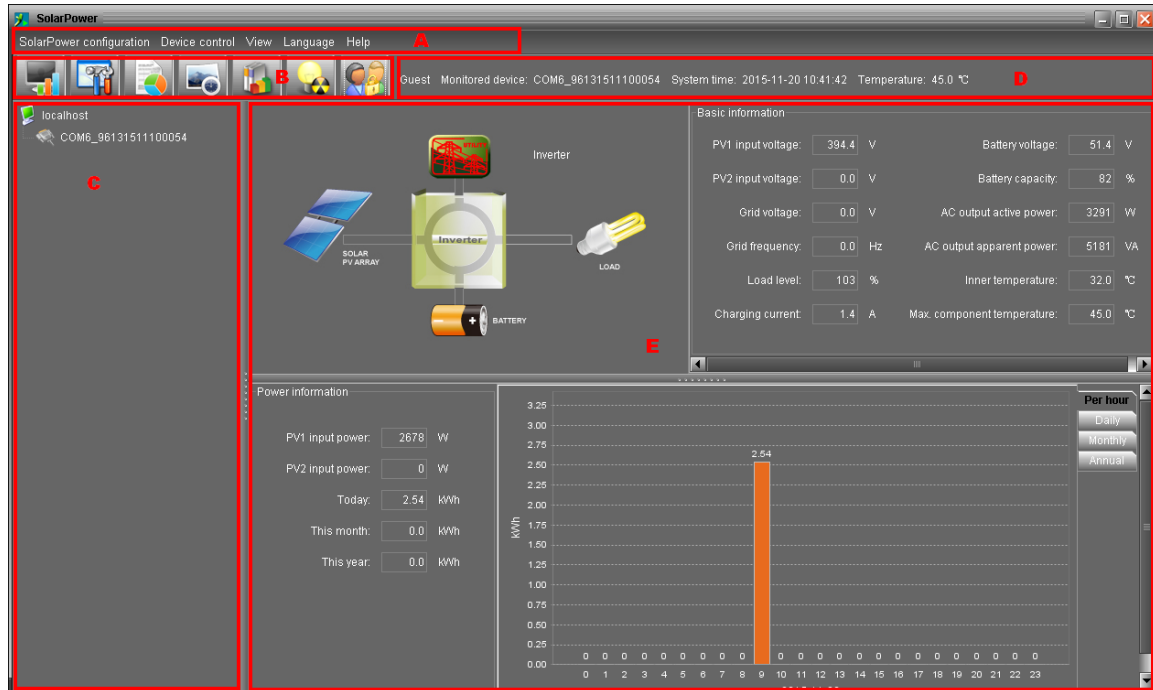 SolarPower
SolarPower configuration Device control View Language Help
A
B
Guest Monitored device: COM6_96131511100054 System time: 2015-11-20 10:41:42 Temperature: 45.0 ℃
D
localhost
COM6_96131511100054
C
UTILITY
Inverter
SOLAR
PV ARRAY
Inverter
LOAD
BATTERY
E
Basic information
PV1 input voltage: 394.4 V Battery voltage: 51.4 V
PV2 input voltage: 0.0 V Battery capacity: 82 %
Grid voltage: 0.0 V AC output active power: 3291 W
Grid frequency: 0.0 Hz AC output apparent power: 5181 VA
Load level: 103 % Inner temperature: 32.0 ℃
Charging current: 1.4 A Max. component temperature: 45.0 ℃
Power information
PV1 input power: 2678 W
PV2 input power: 0 W
Today: 2.54 kWh
This month: 0.0 kWh
This year: 0.0 kWh
kWh
3.25
3.00
2.75
2.50
2.25
2.00
1.75
1.50
1.25
1.00
0.75
0.50
0.25
0.00
2.54
0 0 0 0 0 0 0 0 0 0 0 0 0 0 0 0 0 0 0 0 0 0 0
0 1 2 3 4 5 6 7 8 9 10 11 12 13 14 15 16 17 18 19 20 21 22 23
Per hour
Daily
Monthly
Annual